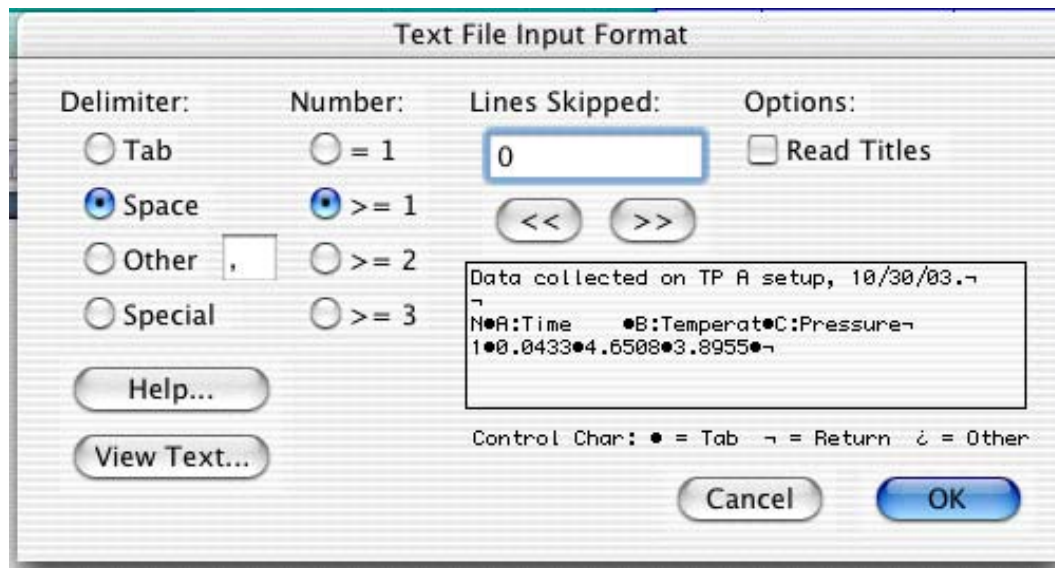 Text File Input Format
Delimiter: Number: Lines Skipped: Options:
Tab = 1 0 Read Titles
Space >= 1
<< >>
Other , >= 2
Special >= 3
Data collected on TP A setup, 10/30/03.¬
¬
N●A:Time     ●B:Temperat●C:Pressure¬
1●0.0433●4.6508●3.8955●¬
Help...
Control Char: ● = Tab ¬ = Return ¿ = Other
View Text...
Cancel OK